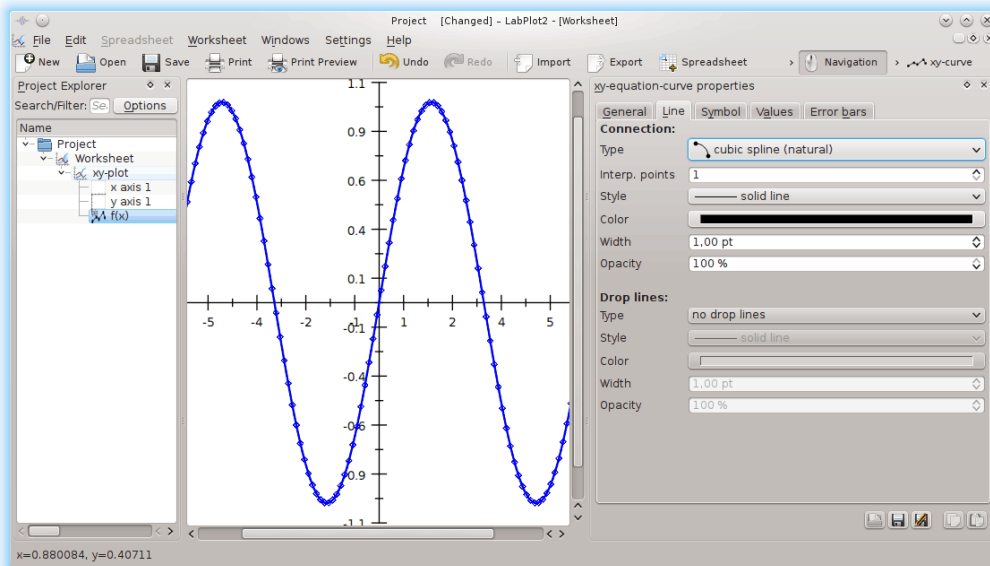 Project [Changed] – LabPlot2 – [Worksheet]
File Edit Spreadsheet Worksheet Windows Settings Help
New Open Save Print Print Preview Undo Redo Import Export Spreadsheet Navigation xy-curve
Project Explorer
Search/Filter: Se. Options
Name
Project
Worksheet
xy-plot
x axis 1
y axis 1
f(x)
1.1
0.9
0.6
0.4
0.1
-5 -4 -2 1 2 4 5
-0.1
-0.4
-0.6
-0.9
-1.1
xy-equation-curve properties
General Line Symbol Values Error bars
Connection:
Type cubic spline (natural)
Interp. points 1
Style solid line
Color
Width 1,00 pt
Opacity 100 %
Drop lines:
Type no drop lines
Style solid line
Color
Width 1,00 pt
Opacity 100 %
x=0.880084, y=0.40711